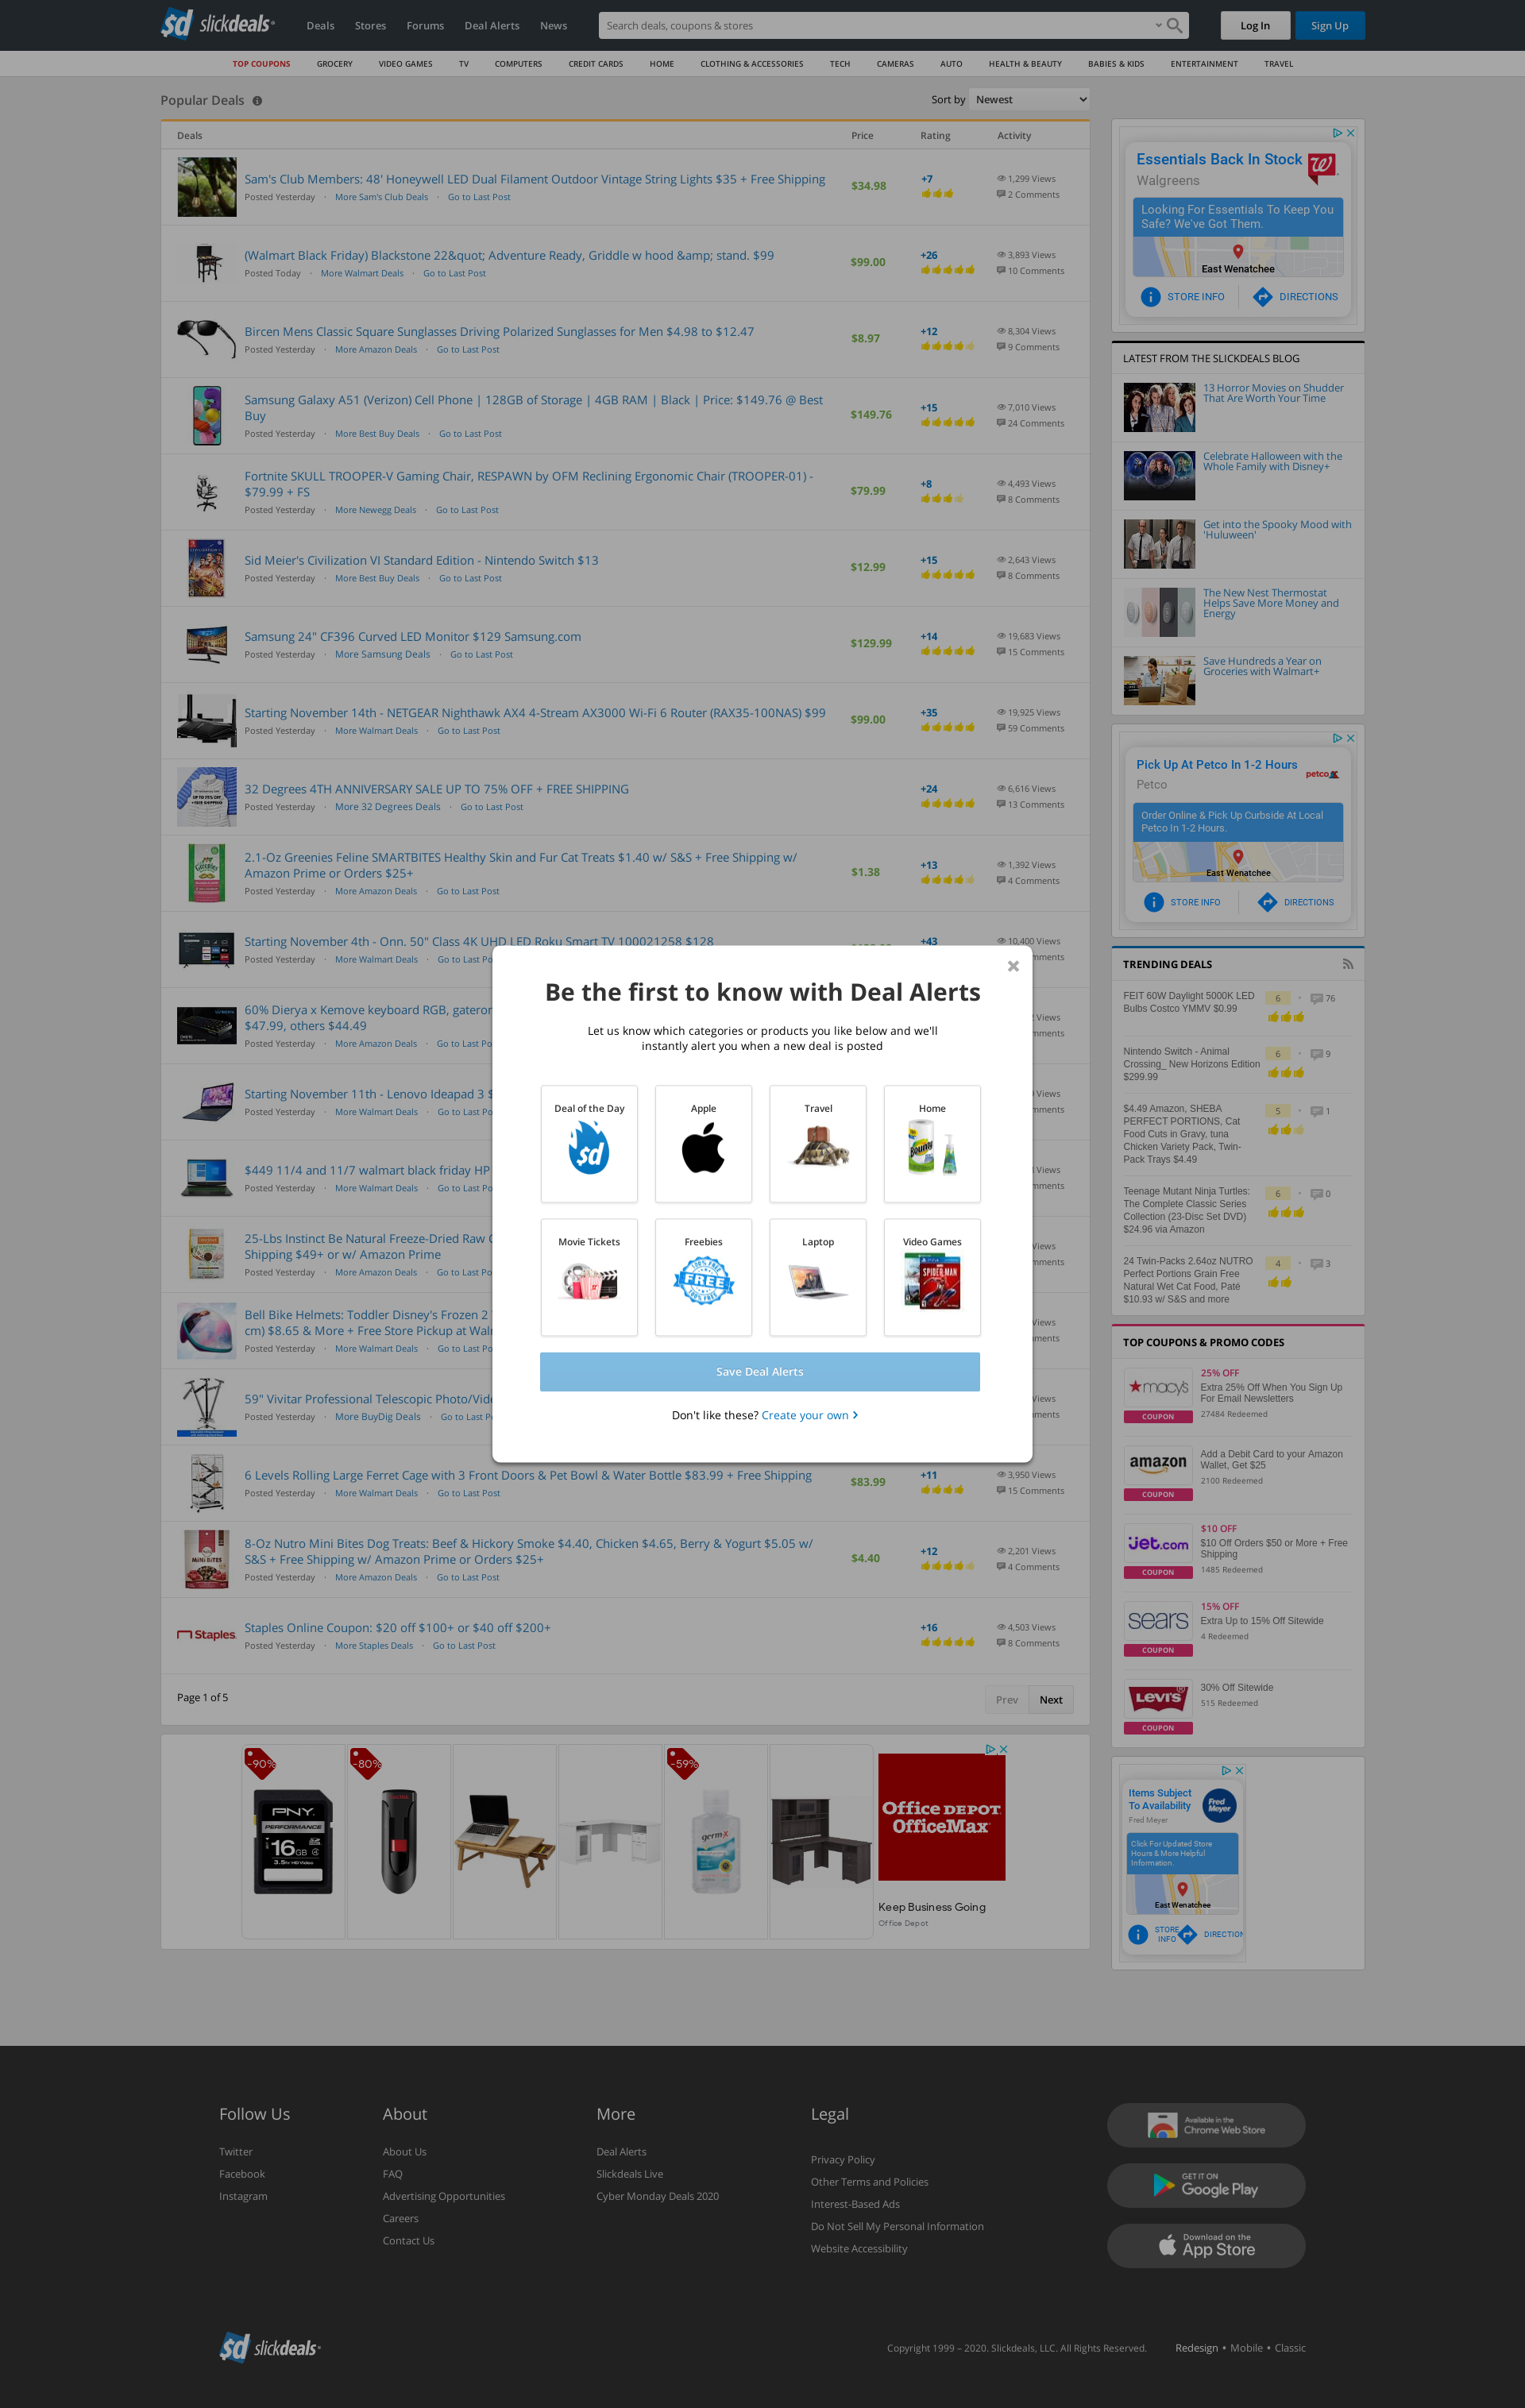 slickdeals
Deals
Stores
Forums
Deal Alerts
News
Search deals, coupons & stores
Log In
Sign Up
TOP COUPONS
GROCERY
VIDEO GAMES
TV
COMPUTERS
CREDIT CARDS
HOME
CLOTHING & ACCESSORIES
TECH
CAMERAS
AUTO
HEALTH & BEAUTY
BABIES & KIDS
ENTERTAINMENT
TRAVEL
Popular Deals
Sort by Newest
Deals Price Rating Activity
Sam's Club Members: 48' Honeywell LED Dual Filament Outdoor Vintage String Lights $35 + Free Shipping
Posted Yesterday · More Sam's Club Deals · Go to Last Post
$34.98
+7
1,299 Views
2 Comments
(Walmart Black Friday) Blackstone 22&quot; Adventure Ready, Griddle w hood &amp; stand. $99
Posted Today · More Walmart Deals · Go to Last Post
$99.00
+26
3,893 Views
10 Comments
Bircen Mens Classic Square Sunglasses Driving Polarized Sunglasses for Men $4.98 to $12.47
Posted Yesterday · More Amazon Deals · Go to Last Post
$8.97
+12
8,304 Views
9 Comments
Samsung Galaxy A51 (Verizon) Cell Phone | 128GB of Storage | 4GB RAM | Black | Price: $149.76 @ Best
Buy
Posted Yesterday · More Best Buy Deals · Go to Last Post
$149.76
+15
7,010 Views
24 Comments
Fortnite SKULL TROOPER-V Gaming Chair, RESPAWN by OFM Reclining Ergonomic Chair (TROOPER-01) -
$79.99 + FS
Posted Yesterday · More Newegg Deals · Go to Last Post
$79.99
+8
4,493 Views
8 Comments
Sid Meier's Civilization VI Standard Edition - Nintendo Switch $13
Posted Yesterday · More Best Buy Deals · Go to Last Post
$12.99
+15
2,643 Views
8 Comments
Samsung 24" CF396 Curved LED Monitor $129 Samsung.com
Posted Yesterday · More Samsung Deals · Go to Last Post
$129.99
+14
19,683 Views
15 Comments
Starting November 14th - NETGEAR Nighthawk AX4 4-Stream AX3000 Wi-Fi 6 Router (RAX35-100NAS) $99
Posted Yesterday · More Walmart Deals · Go to Last Post
$99.00
+35
19,925 Views
59 Comments
32 Degrees 4TH ANNIVERSARY SALE UP TO 75% OFF + FREE SHIPPING
Posted Yesterday · More 32 Degrees Deals · Go to Last Post
+24
6,616 Views
13 Comments
2.1-Oz Greenies Feline SMARTBITES Healthy Skin and Fur Cat Treats $1.40 w/ S&S + Free Shipping w/
Amazon Prime or Orders $25+
Posted Yesterday · More Amazon Deals · Go to Last Post
$1.38
+13
1,392 Views
4 Comments
Starting November 4th - Onn. 50" Class 4K UHD LED Roku Smart TV 100021258 $128
Posted Yesterday · More Walmart Deals · Go to Last
+43
10,400 Views
60% Dierya x Kemove keyboard RGB, gateron
$47.99, others $44.49
Posted Yesterday · More Amazon Deals · Go to Last
Starting November 11th - Lenovo Ideapad 3
Posted Yesterday · More Walmart Deals · Go to Last
$449 11/4 and 11/7 walmart black friday HP
Posted Yesterday · More Walmart Deals · Go to Last
25-Lbs Instinct Be Natural Freeze-Dried Raw
Shipping $49+ or w/ Amazon Prime
Posted Yesterday · More Amazon Deals · Go to Last
Bell Bike Helmets: Toddler Disney's Frozen 2
cm) $8.65 & More + Free Store Pickup at
Posted Yesterday · More Walmart Deals · Go to Last
59" Vivitar Professional Telescopic
Posted Yesterday · More BuyDig Deals · Go to Last
6 Levels Rolling Large Ferret Cage with 3 Front Doors & Pet Bowl & Water Bottle $83.99 + Free Shipping
Posted Yesterday · More Walmart Deals · Go to Last Post
$83.99
+11
3,950 Views
15 Comments
8-Oz Nutro Mini Bites Dog Treats: Beef & Hickory Smoke $4.40, Chicken $4.65, Berry & Yogurt $5.05 w/
S&S + Free Shipping w/ Amazon Prime or Orders $25+
Posted Yesterday · More Amazon Deals · Go to Last Post
$4.40
+12
2,201 Views
4 Comments
STAPLES
Staples Online Coupon: $20 off $100+ or $40 off $200+
Posted Yesterday · More Staples Deals · Go to Last Post
+16
4,503 Views
8 Comments
Page 1 of 5
Prev
Next
Be the first to know with Deal Alerts
Let us know which categories or products you like below and we'll
instantly alert you when a new deal is posted
Deal of the Day
Apple
Travel
Home
Movie Tickets
Freebies
Laptop
Video Games
FREE
Save Deal Alerts
Don't like these? Create your own
-90%
PNY
PERFORMANCE
16GB
-80%
-59%
germ-X
Office DEPOT
OfficeMax
Keep Business Going
Office Depot
Essentials Back In Stock
Walgreens
Looking For Essentials To Keep You
Safe? We've Got Them.
East Wenatchee
STORE INFO
DIRECTIONS
LATEST FROM THE SLICKDEALS BLOG
13 Horror Movies on Shudder
That Are Worth Your Time
Celebrate Halloween with the
Whole Family with Disney+
Get into the Spooky Mood with
'Huluween'
The New Nest Thermostat
Helps Save More Money and
Energy
Save Hundreds a Year on
Groceries with Walmart+
Pick Up At Petco In 1-2 Hours
Petco
petco
Order Online & Pick Up Curbside At Local
Petco In 1-2 Hours.
East Wenatchee
STORE INFO
DIRECTIONS
TRENDING DEALS
FEIT 60W Daylight 5000K LED
Bulbs Costco YMMV $0.99
6 · 76
Nintendo Switch - Animal
Crossing_ New Horizons Edition
$299.99
6 · 9
$4.49 Amazon, SHEBA
PERFECT PORTIONS, Cat
Food Cuts in Gravy, tuna
Chicken Variety Pack, Twin-
Pack Trays $4.49
5 · 1
Teenage Mutant Ninja Turtles:
The Complete Classic Series
Collection (23-Disc Set DVD)
$24.96 via Amazon
6 · 0
24 Twin-Packs 2.64oz NUTRO
Perfect Portions Grain Free
Natural Wet Cat Food, Paté
$10.93 w/ S&S and more
4 · 3
TOP COUPONS & PROMO CODES
macy's
COUPON
25% OFF
Extra 25% Off When You Sign Up
For Email Newsletters
27484 Redeemed
amazon
COUPON
Add a Debit Card to your Amazon
Wallet, Get $25
2100 Redeemed
jet.com
COUPON
$10 OFF
$10 Off Orders $50 or More + Free
Shipping
1485 Redeemed
sears
COUPON
15% OFF
Extra Up to 15% Off Sitewide
4 Redeemed
LEVI'S
COUPON
30% Off Sitewide
515 Redeemed
Items Subject
To Availability
Fred Meyer
Fred Meyer
Click For Updated Store
Hours & More Helpful
Information.
East Wenatchee
STORE
INFO
DIRECTION
Follow Us
Twitter
Facebook
Instagram
About
About Us
FAQ
Advertising Opportunities
Careers
Contact Us
More
Deal Alerts
Slickdeals Live
Cyber Monday Deals 2020
Legal
Privacy Policy
Other Terms and Policies
Interest-Based Ads
Do Not Sell My Personal Information
Website Accessibility
Available in the
Chrome Web Store
GET IT ON
Google Play
Download on the
App Store
slickdeals
Copyright 1999 – 2020. Slickdeals, LLC. All Rights Reserved.
Redesign • Mobile • Classic